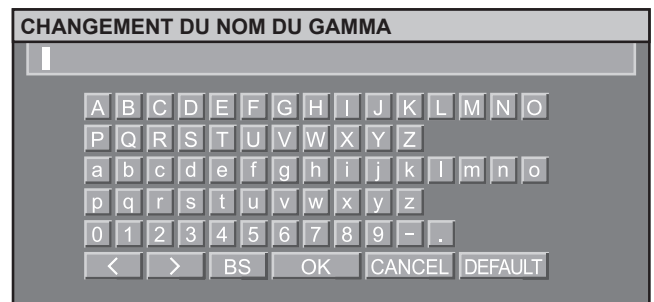 CHANGEMENT DU NOM DU GAMMA
A B C D E F G H I J K L M N O
P Q R S T U V W X Y Z
a b c d e f g h i j k l m n o
p q r s t u v w x y z
0 1 2 3 4 5 6 7 8 9 - .
< > BS OK CANCEL DEFAULT